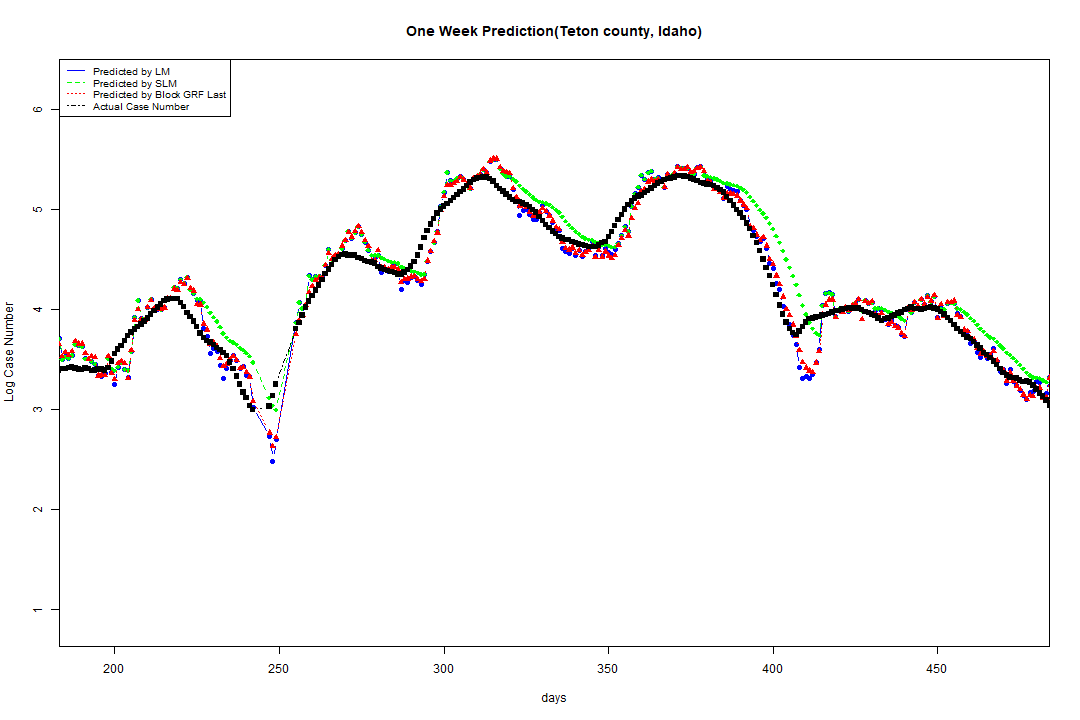 One Week Prediction(Teton county, Idaho)
Predicted by LM
Predicted by SLM
Predicted by Block GRF Last
Actual Case Number
Log Case Number
6
5
4
3
2
1
200
250
300
350
400
450
days